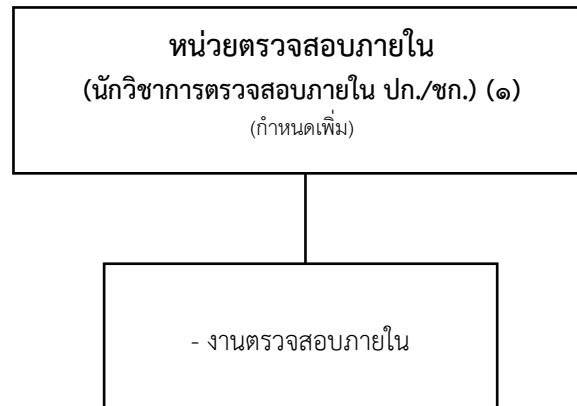 หน่วยตรวจสอบภายใน
(นักวิชาการตรวจสอบภายใน ปก./ชก.) (๑)
(กำหนดเพิ่ม)
- งานตรวจสอบภายใน